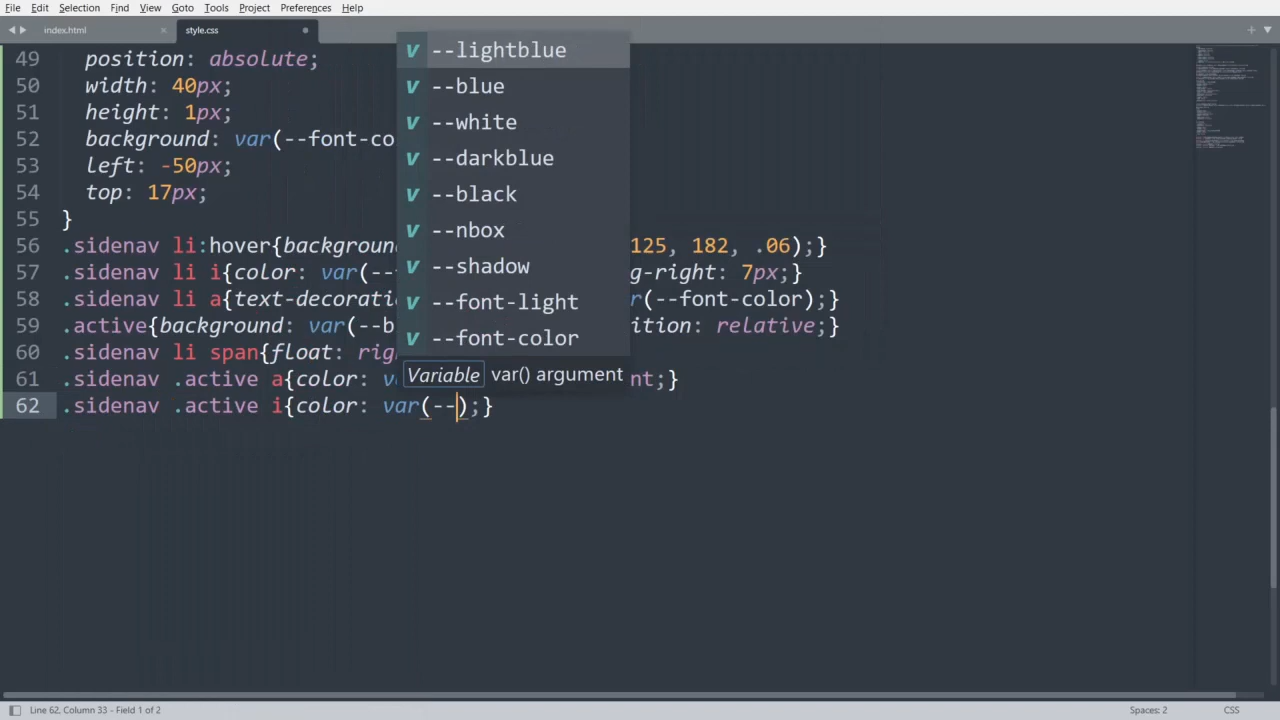 File Edit Selection Find View Goto Tools Project Preferences Help
index.html × style.css
--lightblue
--blue
--white
--darkblue
--black
--nbox
--shadow
--font-light
--font-color
Variable var() argument
49 position: absolute;
50 width: 40px;
51 height: 1px;
52 background: var(--font-co
53 left: -50px;
54 top: 17px;
55 }
56 .sidenav li:hover{background 125, 182, .06);}
57 .sidenav li i{color: var(-- g-right: 7px;}
58 .sidenav li a{text-decorati r(--font-color);}
59 .active{background: var(--b ition: relative;}
60 .sidenav li span{float: rig
61 .sidenav .active a{color: v nt;}
62 .sidenav .active i{color: var(--);}
Line 62, Column 33 - Field 1 of 2
Spaces: 2
CSS